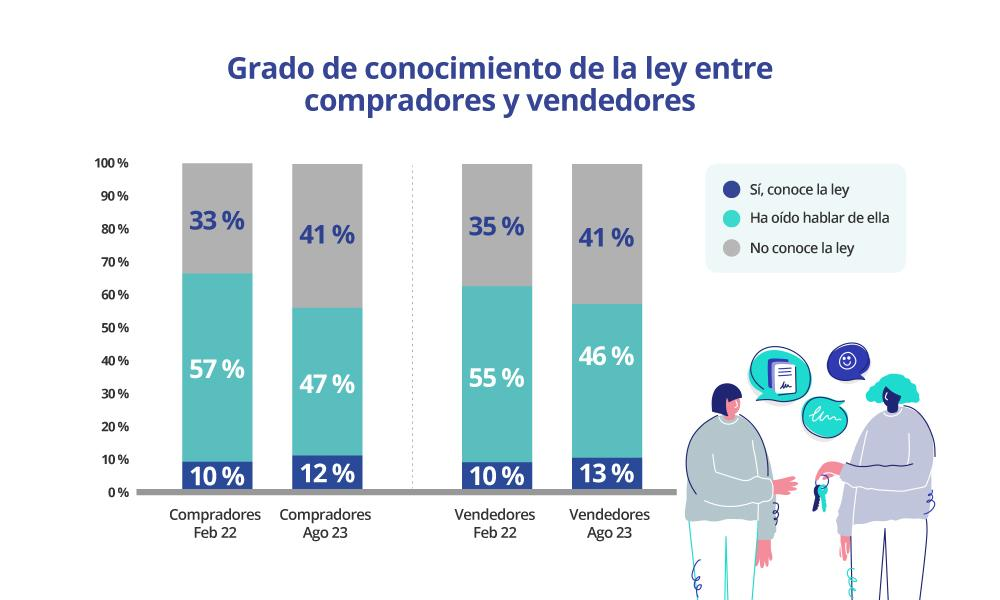 Grado de conocimiento de la ley entre
compradores y vendedores
100 %
90 %
80 %
70 %
60 %
50 %
40 %
30 %
20 %
10 %
0 %
33 %
57 %
10 %
41 %
47 %
12 %
35 %
55 %
10 %
41 %
46 %
13 %
Compradores
Feb 22
Compradores
Ago 23
Vendedores
Feb 22
Vendedores
Ago 23
Sí, conoce la ley
Ha oído hablar de ella
No conoce la ley